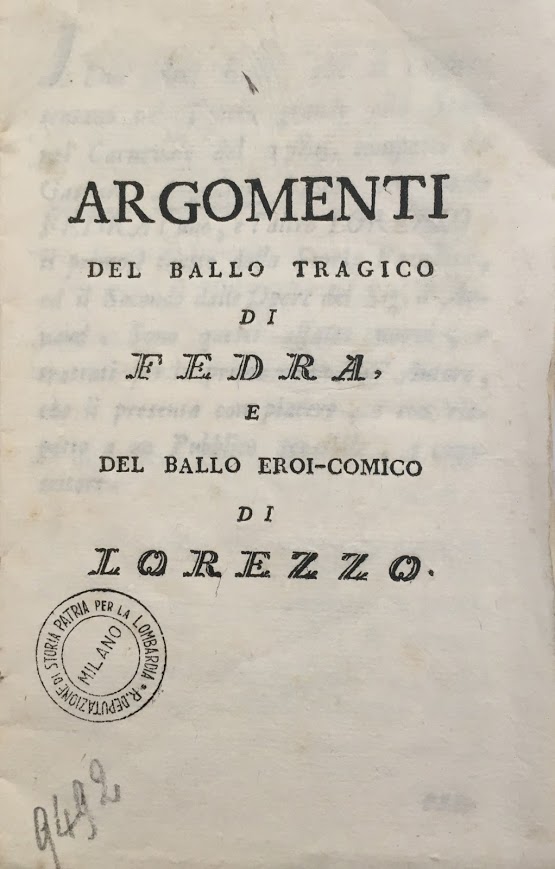 ARGOMENTI
DEL BALLO TRAGICO
DI
FEDRA,
E
DEL BALLO EROI-COMICO
DI
LOREZZO.
R. DEPUTAZIONE DI STORIA PATRIA PER LA LOMBARDIA *
MILANO
9492